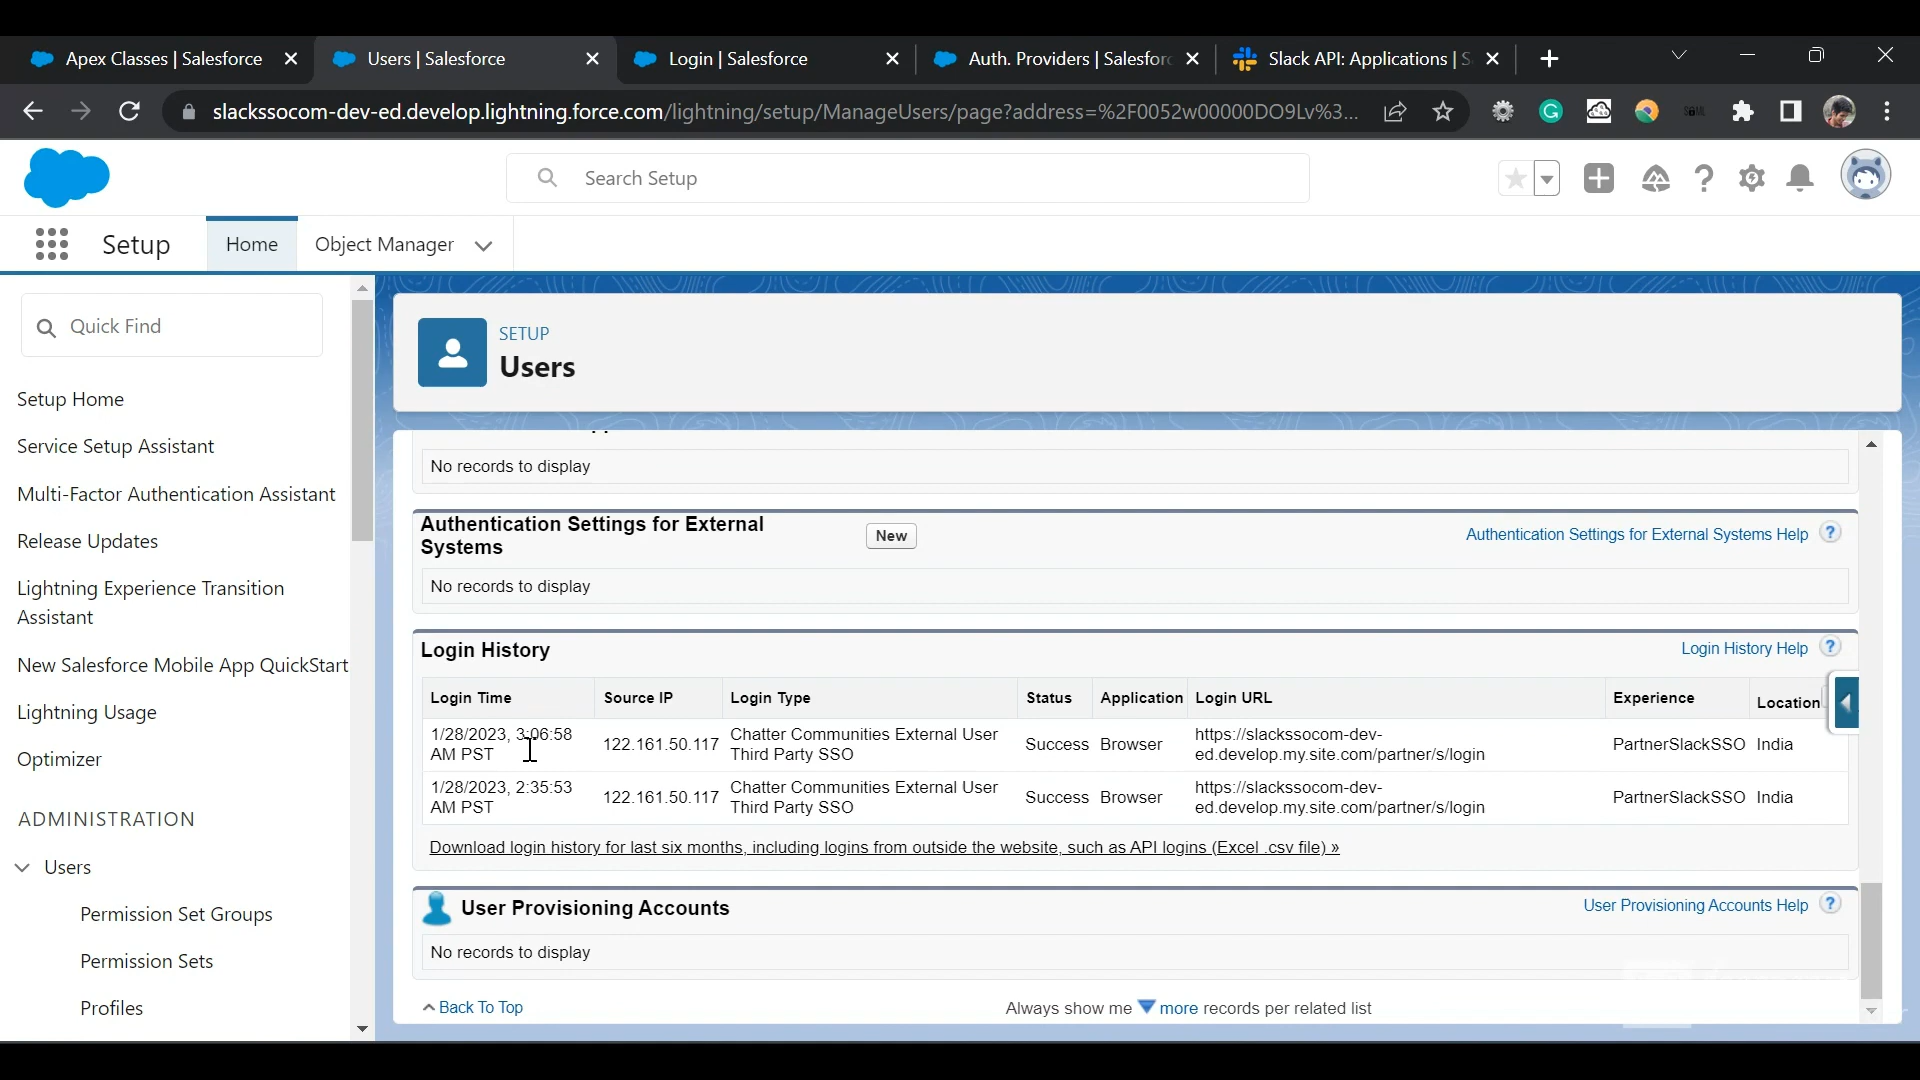 Apex Classes | Salesforce
Users | Salesforce
Login | Salesforce
Auth. Providers | Salesforc
Slack API: Applications | S
slackssocom-dev-ed.develop.lightning.force.com/lightning/setup/ManageUsers/page?address=%2F0052w00000DO9Lv%3...
Search Setup
Setup
Home
Object Manager
Quick Find
Setup Home
Service Setup Assistant
Multi-Factor Authentication Assistant
Release Updates
Lightning Experience Transition
Assistant
New Salesforce Mobile App QuickStart
Lightning Usage
Optimizer
ADMINISTRATION
Users
Permission Set Groups
Permission Sets
Profiles
SETUP
Users
No records to display
Authentication Settings for External
Systems
New
Authentication Settings for External Systems Help ?
No records to display
Login History
Login History Help ?
Login Time Source IP Login Type Status Application Login URL Experience Location
1/28/2023, 3:06:58
AM PST
122.161.50.117
Chatter Communities External User
Third Party SSO
Success
Browser
https://slackssocom-dev-
ed.develop.my.site.com/partner/s/login
PartnerSlackSSO
India
1/28/2023, 2:35:53
AM PST
122.161.50.117
Chatter Communities External User
Third Party SSO
Success
Browser
https://slackssocom-dev-
ed.develop.my.site.com/partner/s/login
PartnerSlackSSO
India
Download login history for last six months, including logins from outside the website, such as API logins (Excel .csv file) »
User Provisioning Accounts
User Provisioning Accounts Help ?
No records to display
Back To Top
Always show me more records per related list